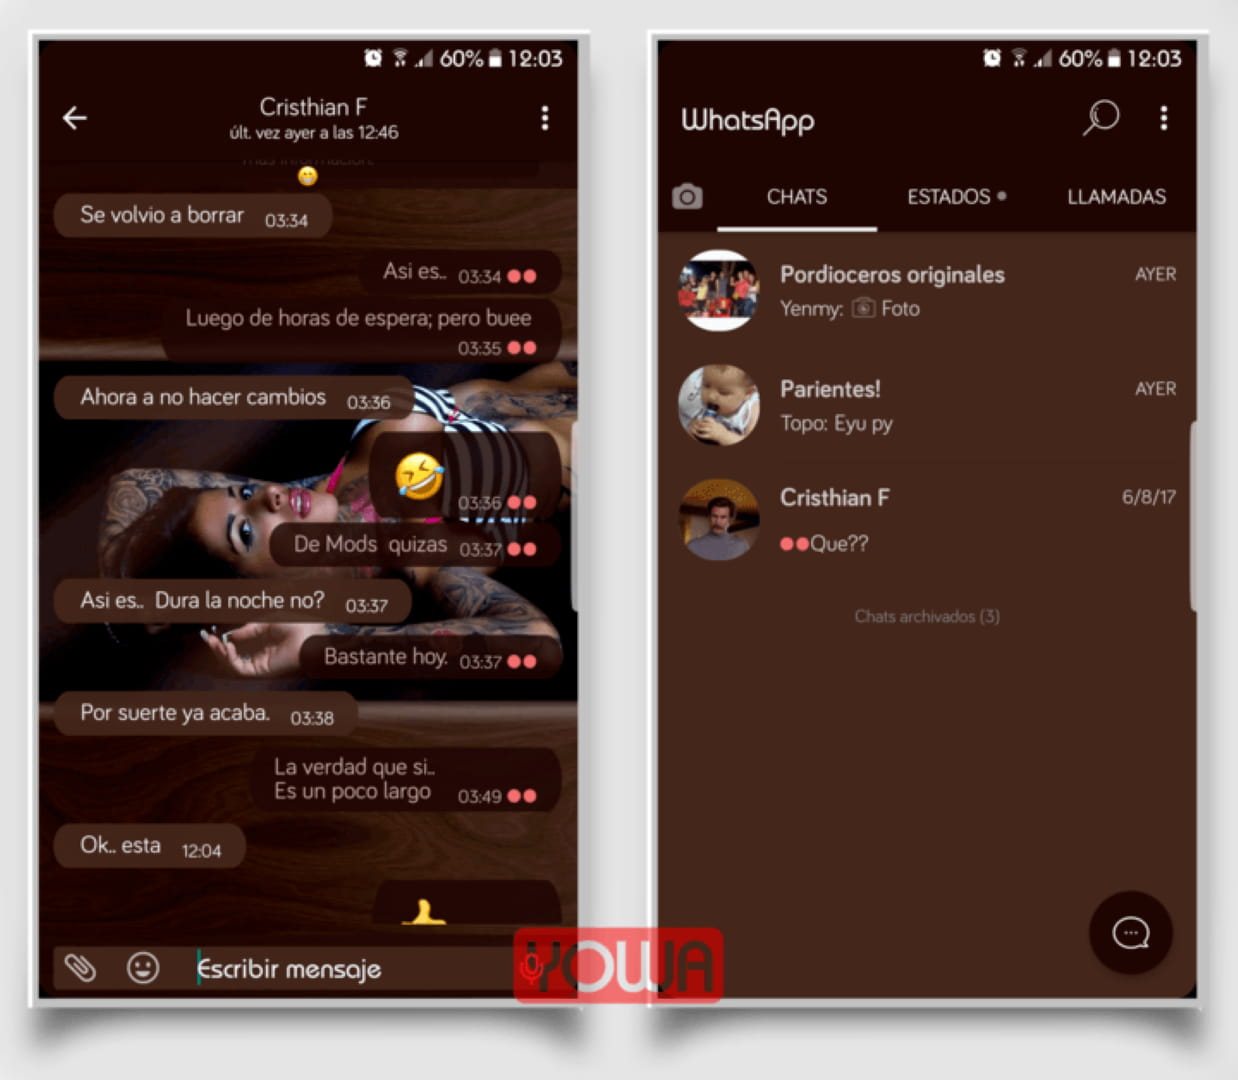 60% 12:03
Cristhian F
últ. vez ayer a las 12:46
mas información.
Se volvio a borrar 03:34
Asi es.. 03:34
Luego de horas de espera; pero buee
03:35
Ahora a no hacer cambios 03:36
03:36
De Mods quizas 03:37
Asi es.. Dura la noche no? 03:37
Bastante hoy. 03:37
Por suerte ya acaba. 03:38
La verdad que si..
Es un poco largo 03:49
Ok.. esta 12:04
Escribir mensaje
60% 12:03
WhatsApp
CHATS ESTADOS LLAMADAS
Pordioceros originales AYER
Yenmy: Foto
Parientes! AYER
Topo: Eyu py
Cristhian F 6/8/17
Que??
Chats archivados (3)
YOWA